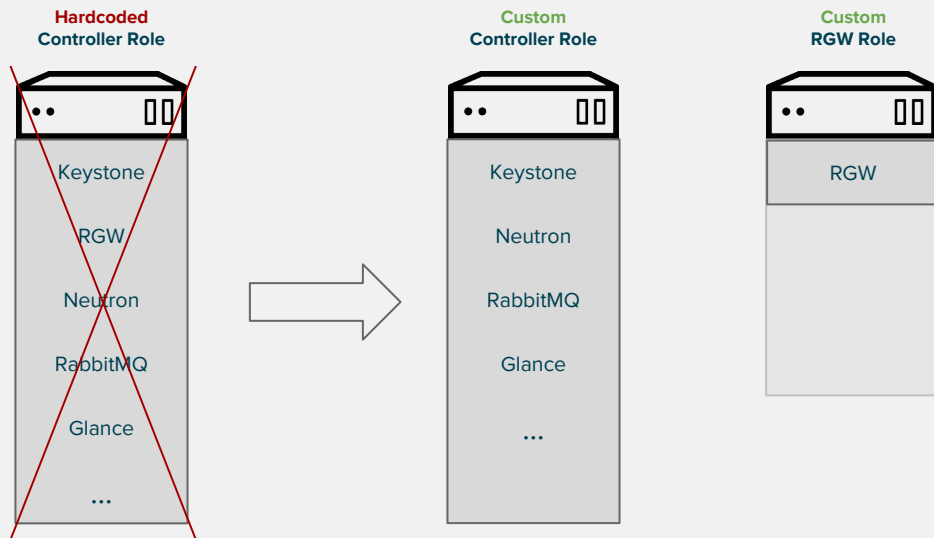 Hardcoded
Controller Role
Keystone
RGW
Neutron
RabbitMQ
Glance
...
Custom
Controller Role
Keystone
Neutron
RabbitMQ
Glance
...
Custom
RGW Role
RGW